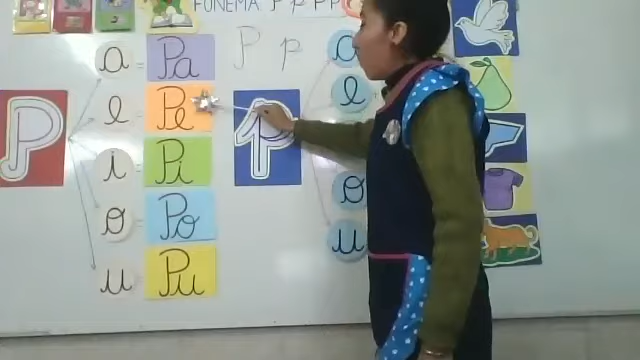 FONEMA P p P p
P p
P
a Pa
e Pe
i Pi
o Po
u Pu
p
a
e
o
u